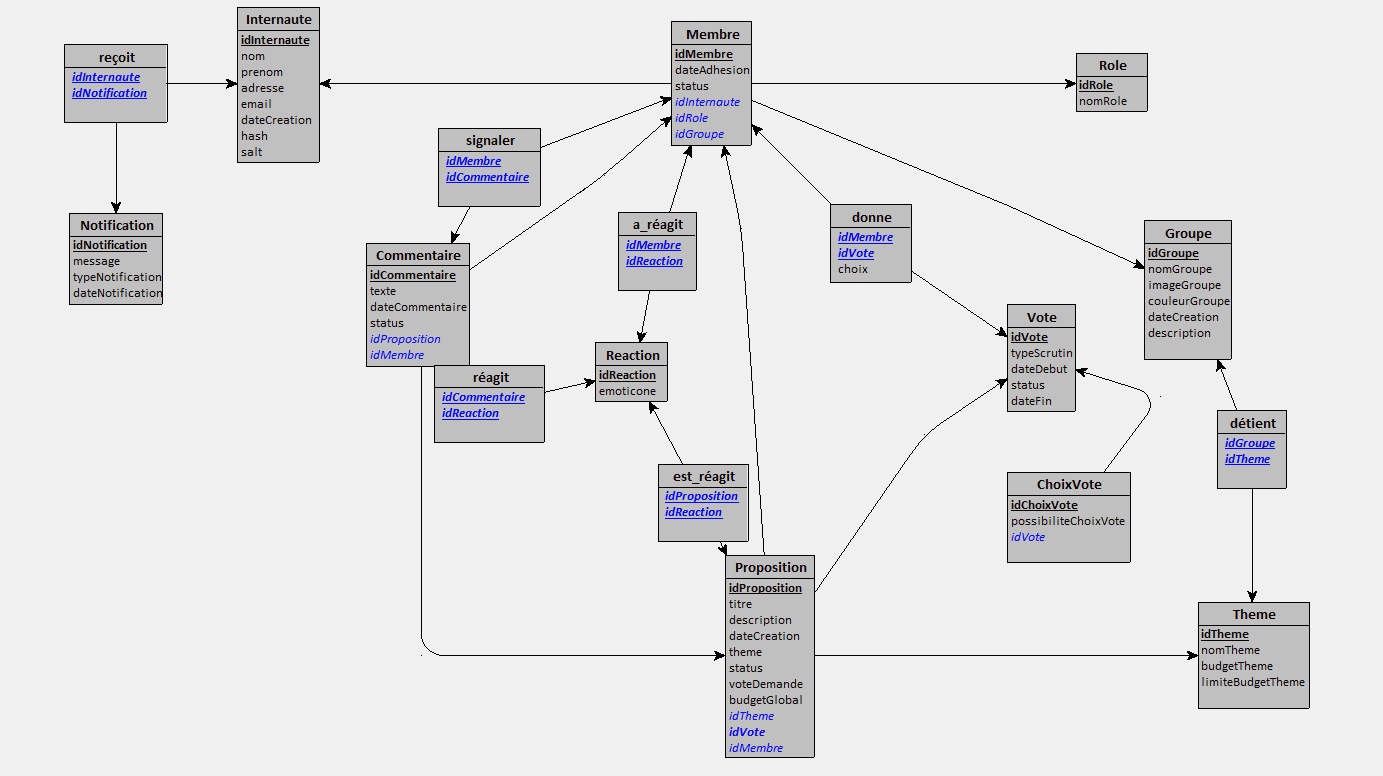 Internaute
idInternaute
nom
prenom
adresse
email
dateCreation
hash
salt
reçoit
idInternaute
idNotification
Notification
idNotification
message
typeNotification
dateNotification
Membre
idMembre
dateAdhesion
status
idInternaute
idRole
idGroupe
Role
idRole
nomRole
signaler
idMembre
idCommentaire
Commentaire
idCommentaire
texte
dateCommentaire
status
idProposition
idMembre
a_réagit
idMembre
idReaction
donne
idMembre
idVote
choix
Groupe
idGroupe
nomGroupe
imageGroupe
couleurGroupe
dateCreation
description
Vote
idVote
typeScrutin
dateDebut
status
dateFin
Reaction
idReaction
emoticone
réagit
idCommentaire
idReaction
détient
idGroupe
idTheme
est_réagit
idProposition
idReaction
ChoixVote
idChoixVote
possibiliteChoixVote
idVote
Proposition
idProposition
titre
description
dateCreation
theme
status
voteDemande
budgetGlobal
idTheme
idVote
idMembre
Theme
idTheme
nomTheme
budgetTheme
limiteBudgetTheme